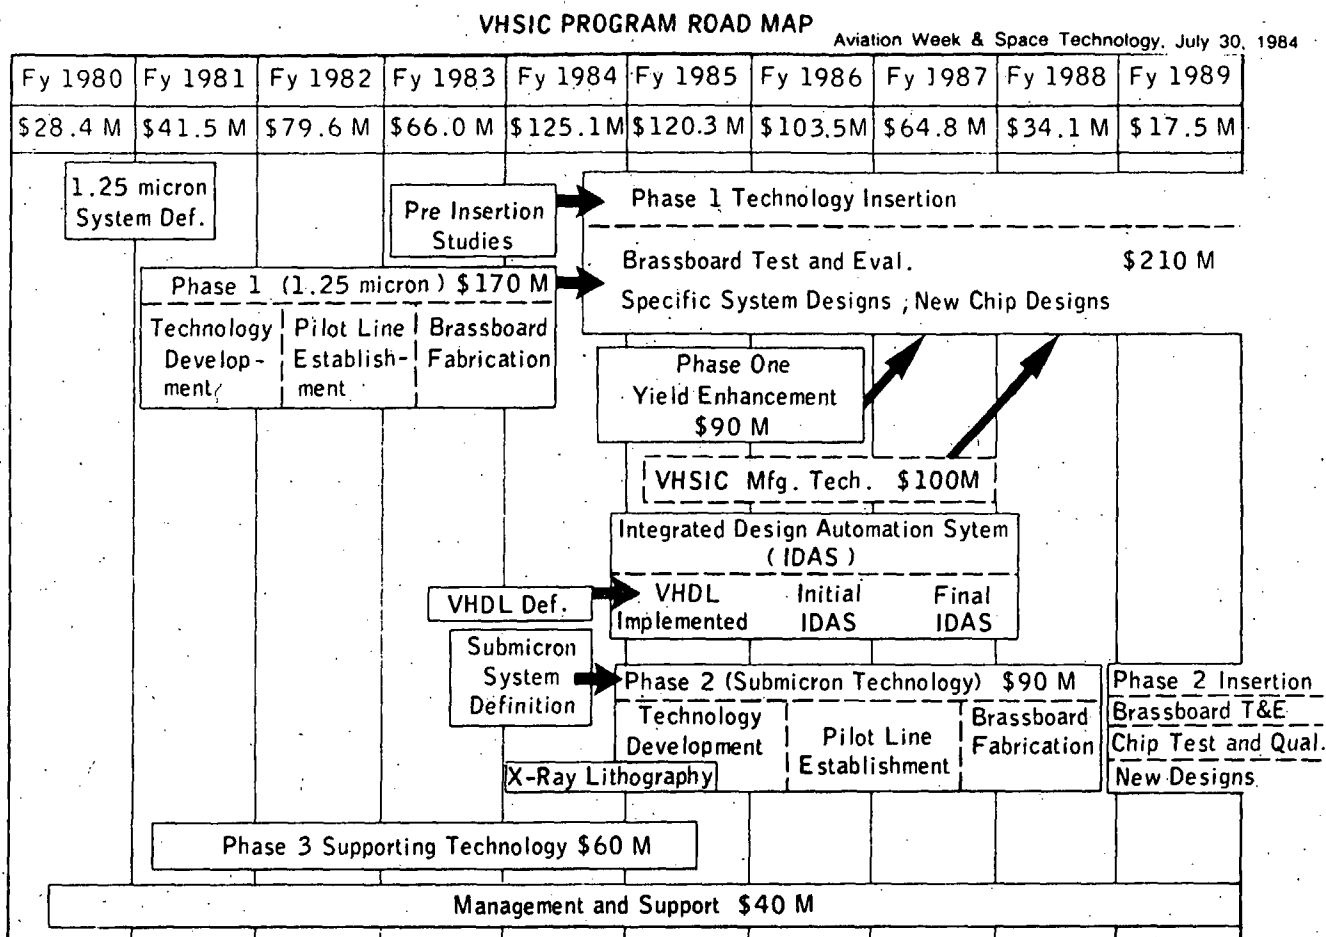 VHSIC PROGRAM ROAD MAP
Aviation Week & Space Technology, July 30, 1984
Fy 1980 Fy 1981 Fy 1982 Fy 1983 Fy 1984 Fy 1985 Fy 1986 Fy 1987 Fy 1988 Fy 1989
$28.4 M $41.5 M $79.6 M $66.0 M $125.1M $120.3 M $103.5M $64.8 M $34.1 M $17.5 M
1.25 micron
System Def.
Pre Insertion
Studies
Phase 1 Technology Insertion
Brassboard Test and Eval. $210 M
Specific System Designs ; New Chip Designs
Phase 1 (1.25 micron) $170 M
Technology
Develop-
ment
Pilot Line
Establish-
ment
Brassboard
Fabrication
Phase One
Yield Enhancement
$90 M
VHSIC Mfg. Tech. $100M
Integrated Design Automation Sytem
( IDAS )
VHDL Def.
VHDL
Implemented
Initial
IDAS
Final
IDAS
Submicron
System
Definition
Phase 2 (Submicron Technology) $90 M
Technology
Development
Pilot Line
Establishment
Brassboard
Fabrication
X-Ray Lithography
Phase 2 Insertion
Brassboard T&E
Chip Test and Qual.
New Designs
Phase 3 Supporting Technology $60 M
Management and Support $40 M